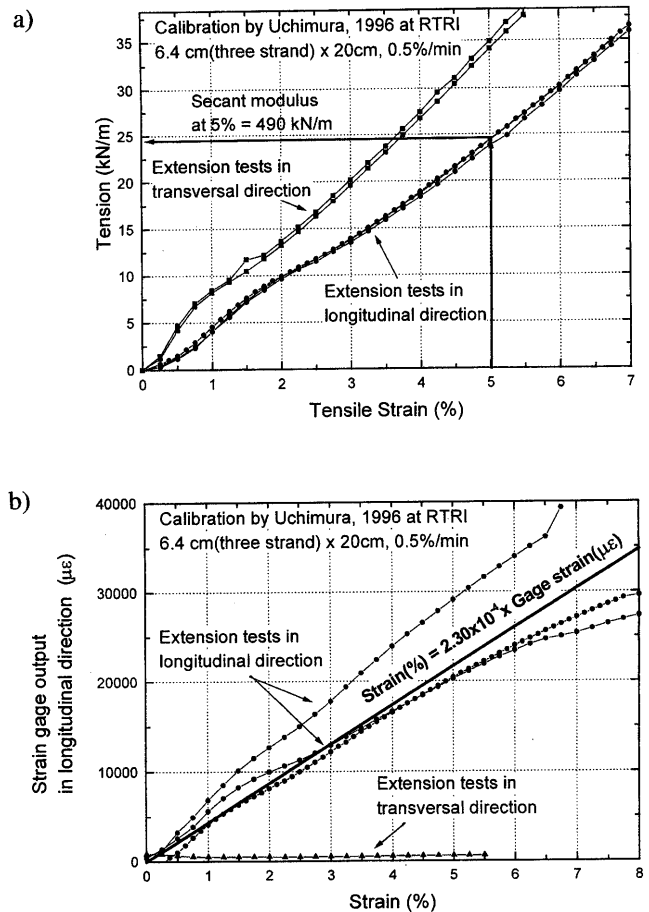 a)
Calibration by Uchimura, 1996 at RTRI
6.4 cm(three strand) x 20cm, 0.5%/min
Secant modulus
at 5% = 490 kN/m
Extension tests in
transversal direction
Extension tests in
longitudinal direction
Tension (kN/m)
35
30
25
20
15
10
5
0
0 1 2 3 4 5 6 7
Tensile Strain (%)
b)
Calibration by Uchimura, 1996 at RTRI
6.4 cm(three strand) x 20cm, 0.5%/min
Extension tests in
longitudinal direction
Strain(%) = 2.30x10⁻⁴x Gage strain(με)
Extension tests in
transversal direction
Strain gage output
in longitudinal direction (με)
40000
30000
20000
10000
0
0 1 2 3 4 5 6 7 8
Strain (%)